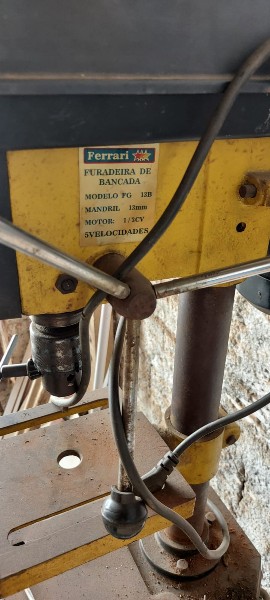 Ferrari
FURADEIRA DE
BANCADA
MODELO FG 13B
MANDRIL 13mm
MOTOR: 1/3CV
5VELOCIDADES